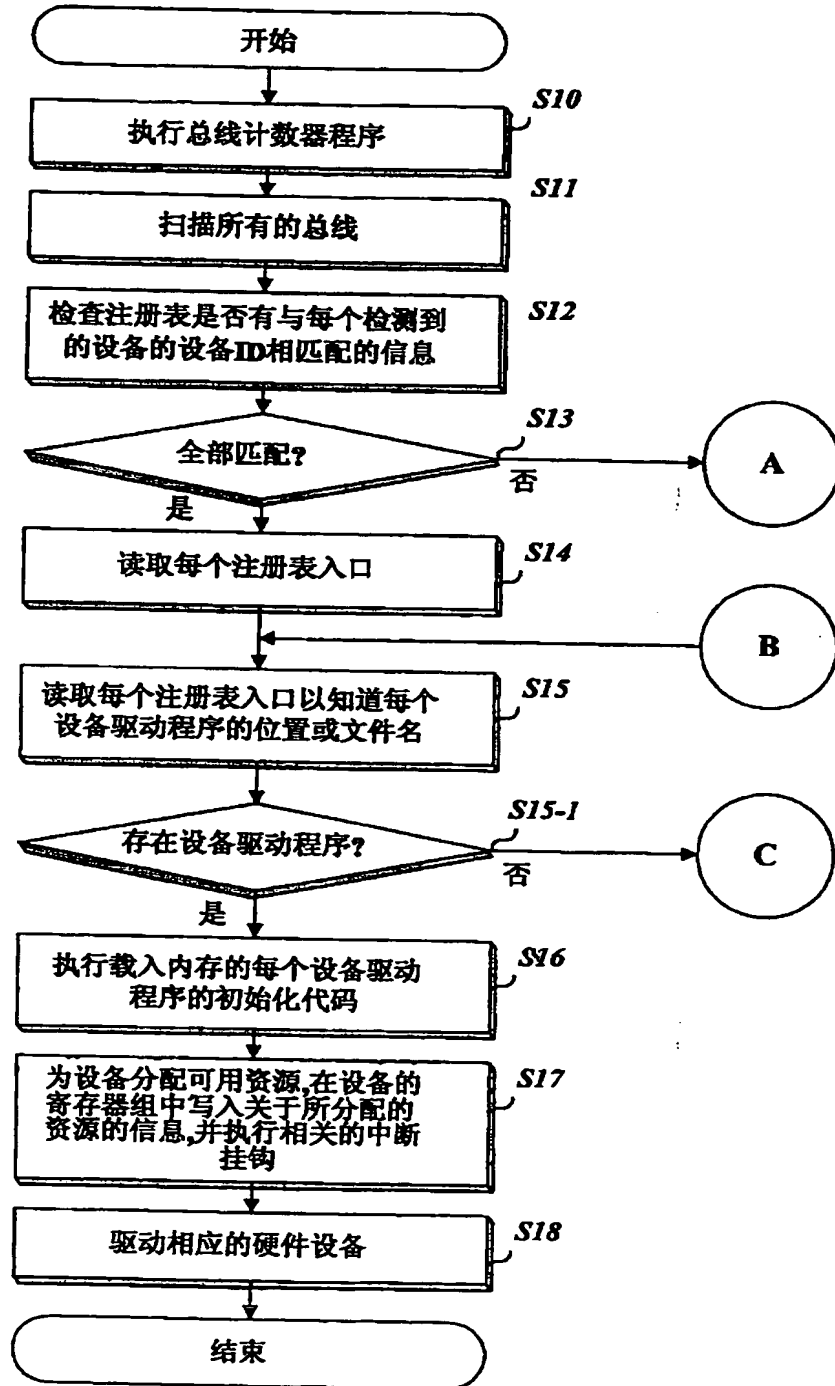 开始
S10
执行总线计数器程序
S11
扫描所有的总线
S12
检查注册表是否有与每个检测到
的设备的设备ID相匹配的信息
S13
全部匹配?
否
A
是
S14
读取每个注册表入口
B
S15
读取每个注册表入口以知道每个
设备驱动程序的位置或文件名
S15-1
存在设备驱动程序?
否
C
是
S16
执行载入内存的每个设备驱动
程序的初始化代码
S17
为设备分配可用资源,在设备的
寄存器组中写入关于所分配的
资源的信息,并执行相关的中断
挂钩
S18
驱动相应的硬件设备
结束